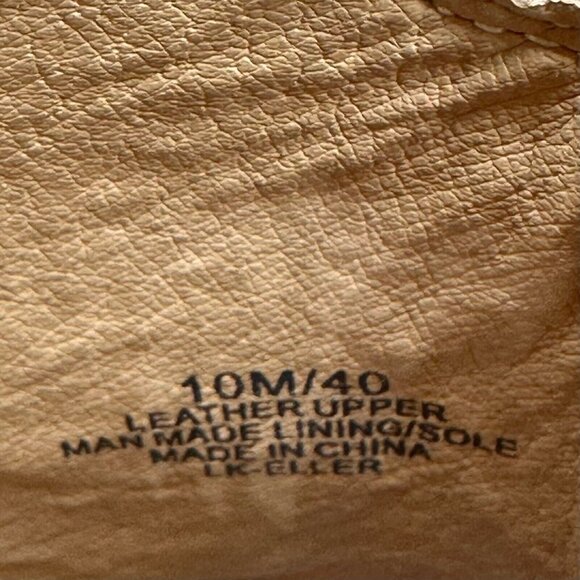 10M/40
LEATHER UPPER
MAN MADE LINING/SOLE
MADE IN CHINA
LK-ELLER